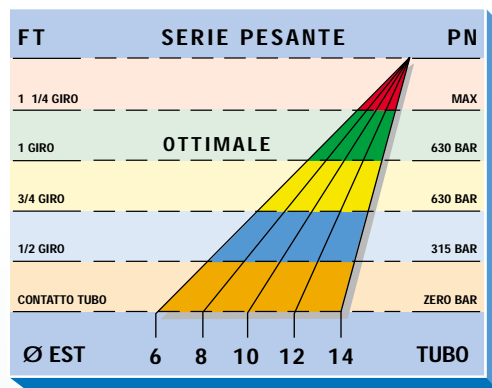 FT SERIE PESANTE PN
1 1/4 GIRO MAX
1 GIRO OTTIMALE 630 BAR
3/4 GIRO 630 BAR
1/2 GIRO 315 BAR
CONTATTO TUBO ZERO BAR
Ø EST 6 8 10 12 14 TUBO